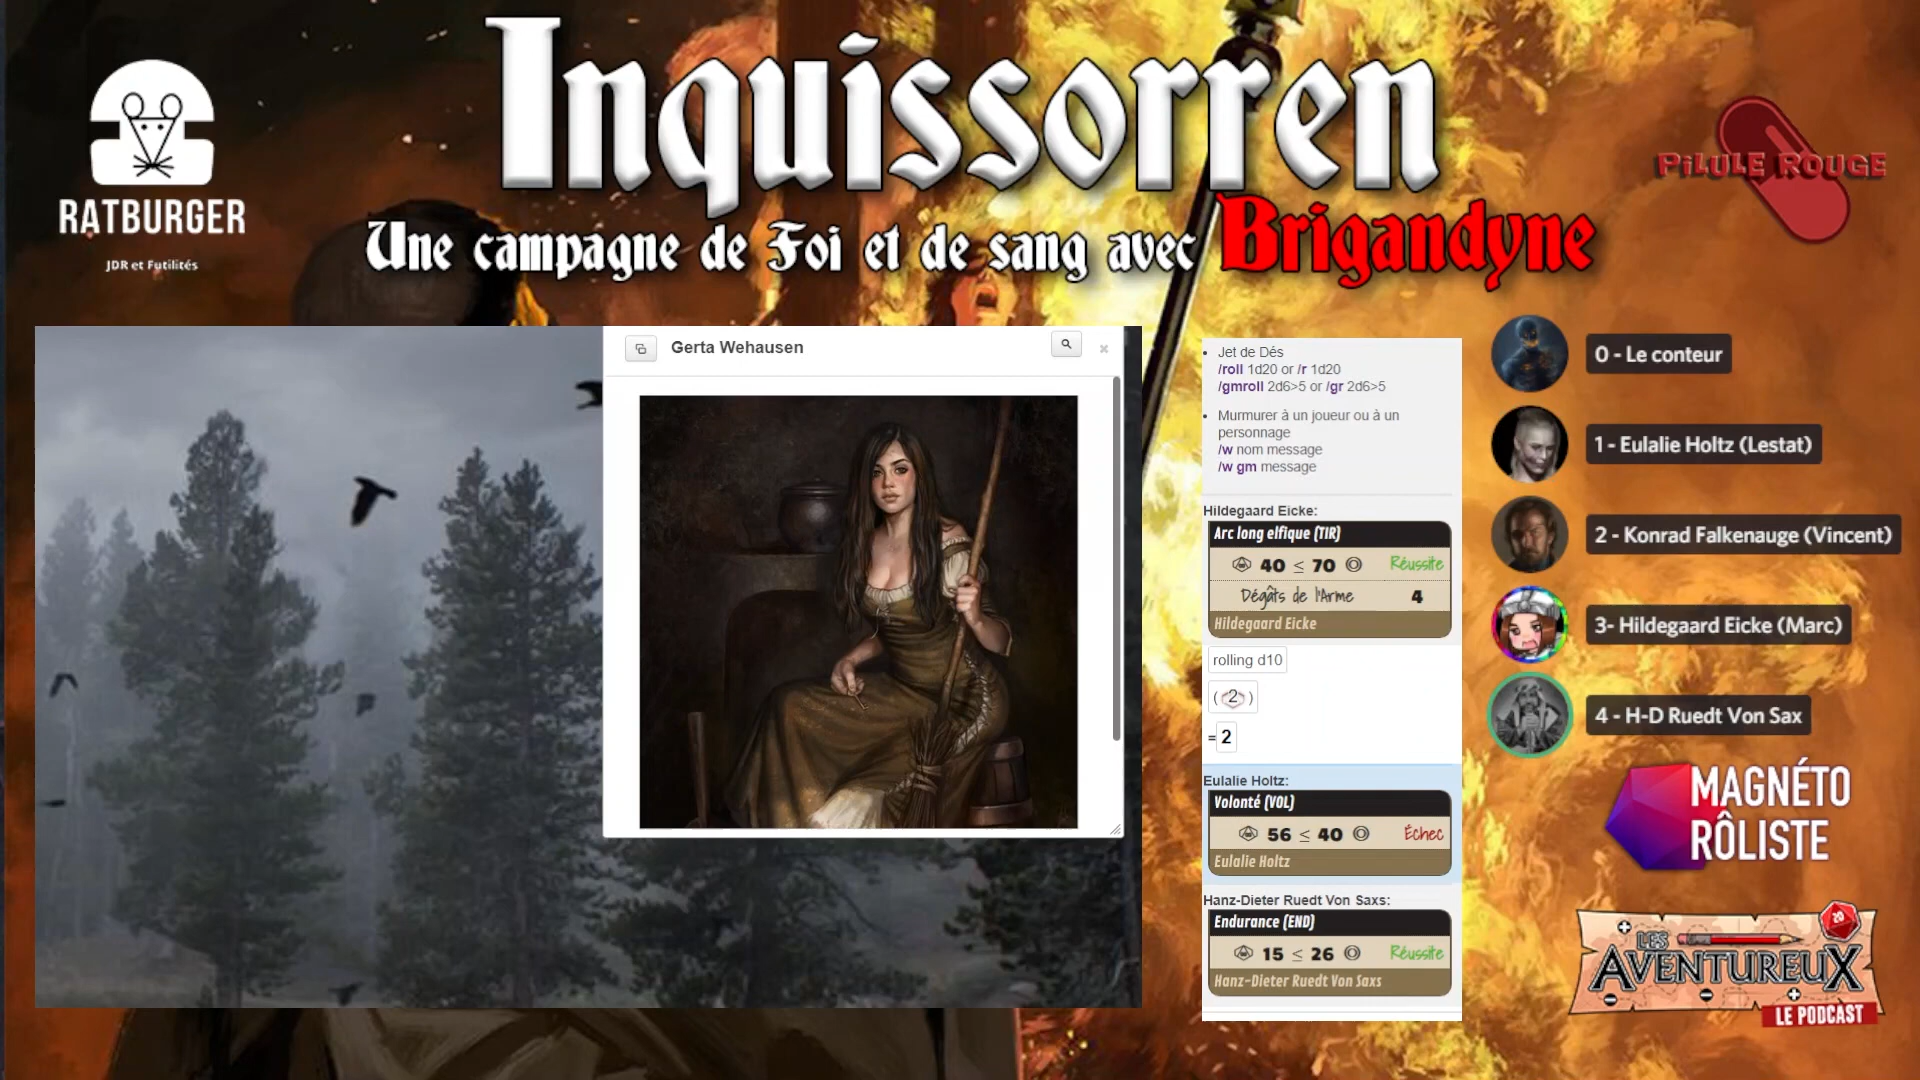 Inquissorren
Une campagne de Foi et de sang avec Brigandyne
RATBURGER
JDR et Futilités
PiLULE ROUGE
Gerta Wehausen
Jet de Dés
/roll 1d20 or /r 1d20
/gmroll 2d6>5 or /gr 2d6>5
Murmurer à un joueur ou à un
personnage
/w nom message
/w gm message
Hildegaard Eicke:
Arc long elfique (TIR)
40 ≤ 70 Réussite
Dégâts de l'Arme 4
Hildegaard Eicke
rolling d10
(2)
=2
Eulalie Holtz:
Volonté (VOL)
56 ≤ 40 Échec
Eulalie Holtz
Hanz-Dieter Ruedt Von Saxs:
Endurance (END)
15 ≤ 26 Réussite
Hanz-Dieter Ruedt Von Saxs
0 - Le conteur
1 - Eulalie Holtz (Lestat)
2 - Konrad Falkenauge (Vincent)
3- Hildegaard Eicke (Marc)
4 - H-D Ruedt Von Sax
MAGNÉTO
RÔLISTE
20
LES
AVENTUREUX
LE PODCAST